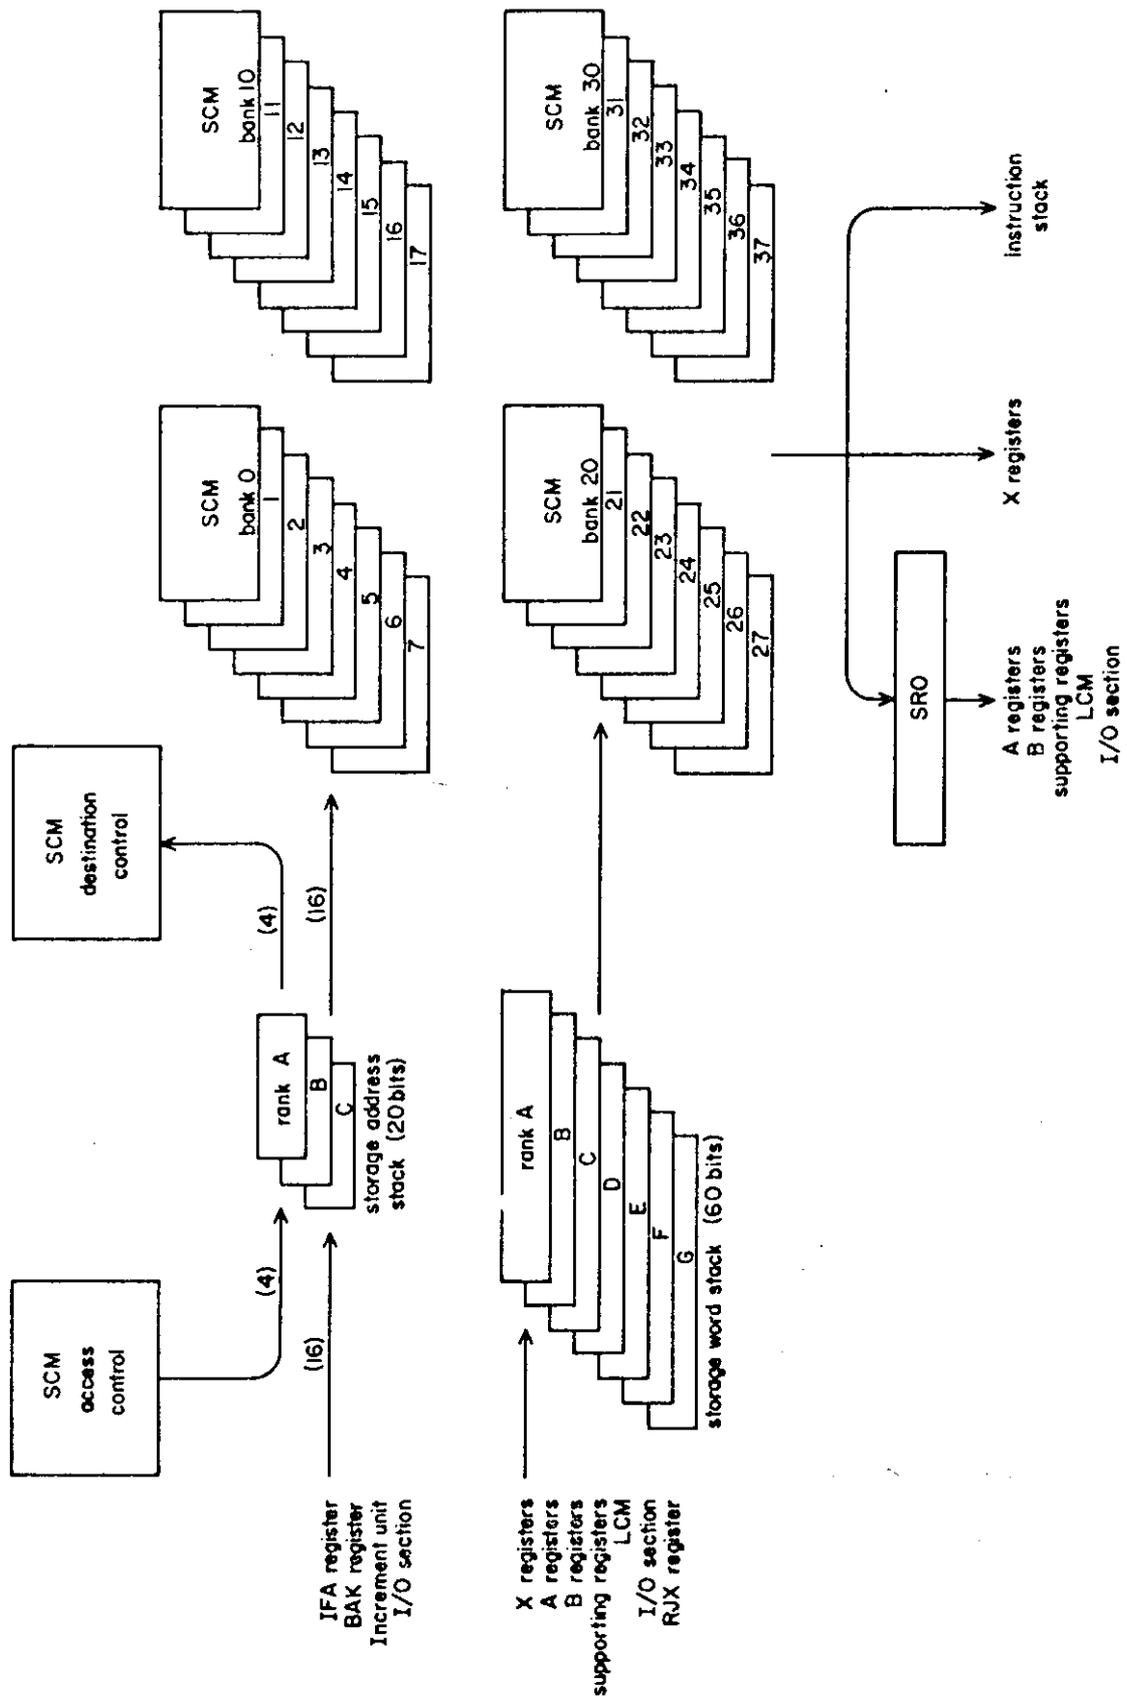 SCM
access
control
SCM
destination
control
(4)
(4)
IFA register
BAK register
Increment unit
I/O section
(16)
rank A
B
C
storage address
stack (20 bits)
(16)
SCM
bank 0
1
2
3
4
5
6
7
SCM
bank 10
11
12
13
14
15
16
17
X registers
A registers
B registers
supporting registers
LCM
I/O section
RJX register
rank A
B
C
D
E
F
G
storage word stack (60 bits)
SCM
bank 20
21
22
23
24
25
26
27
SCM
bank 30
31
32
33
34
35
36
37
SRO
A registers
B registers
supporting registers
LCM
I/O section
X registers
instruction
stack